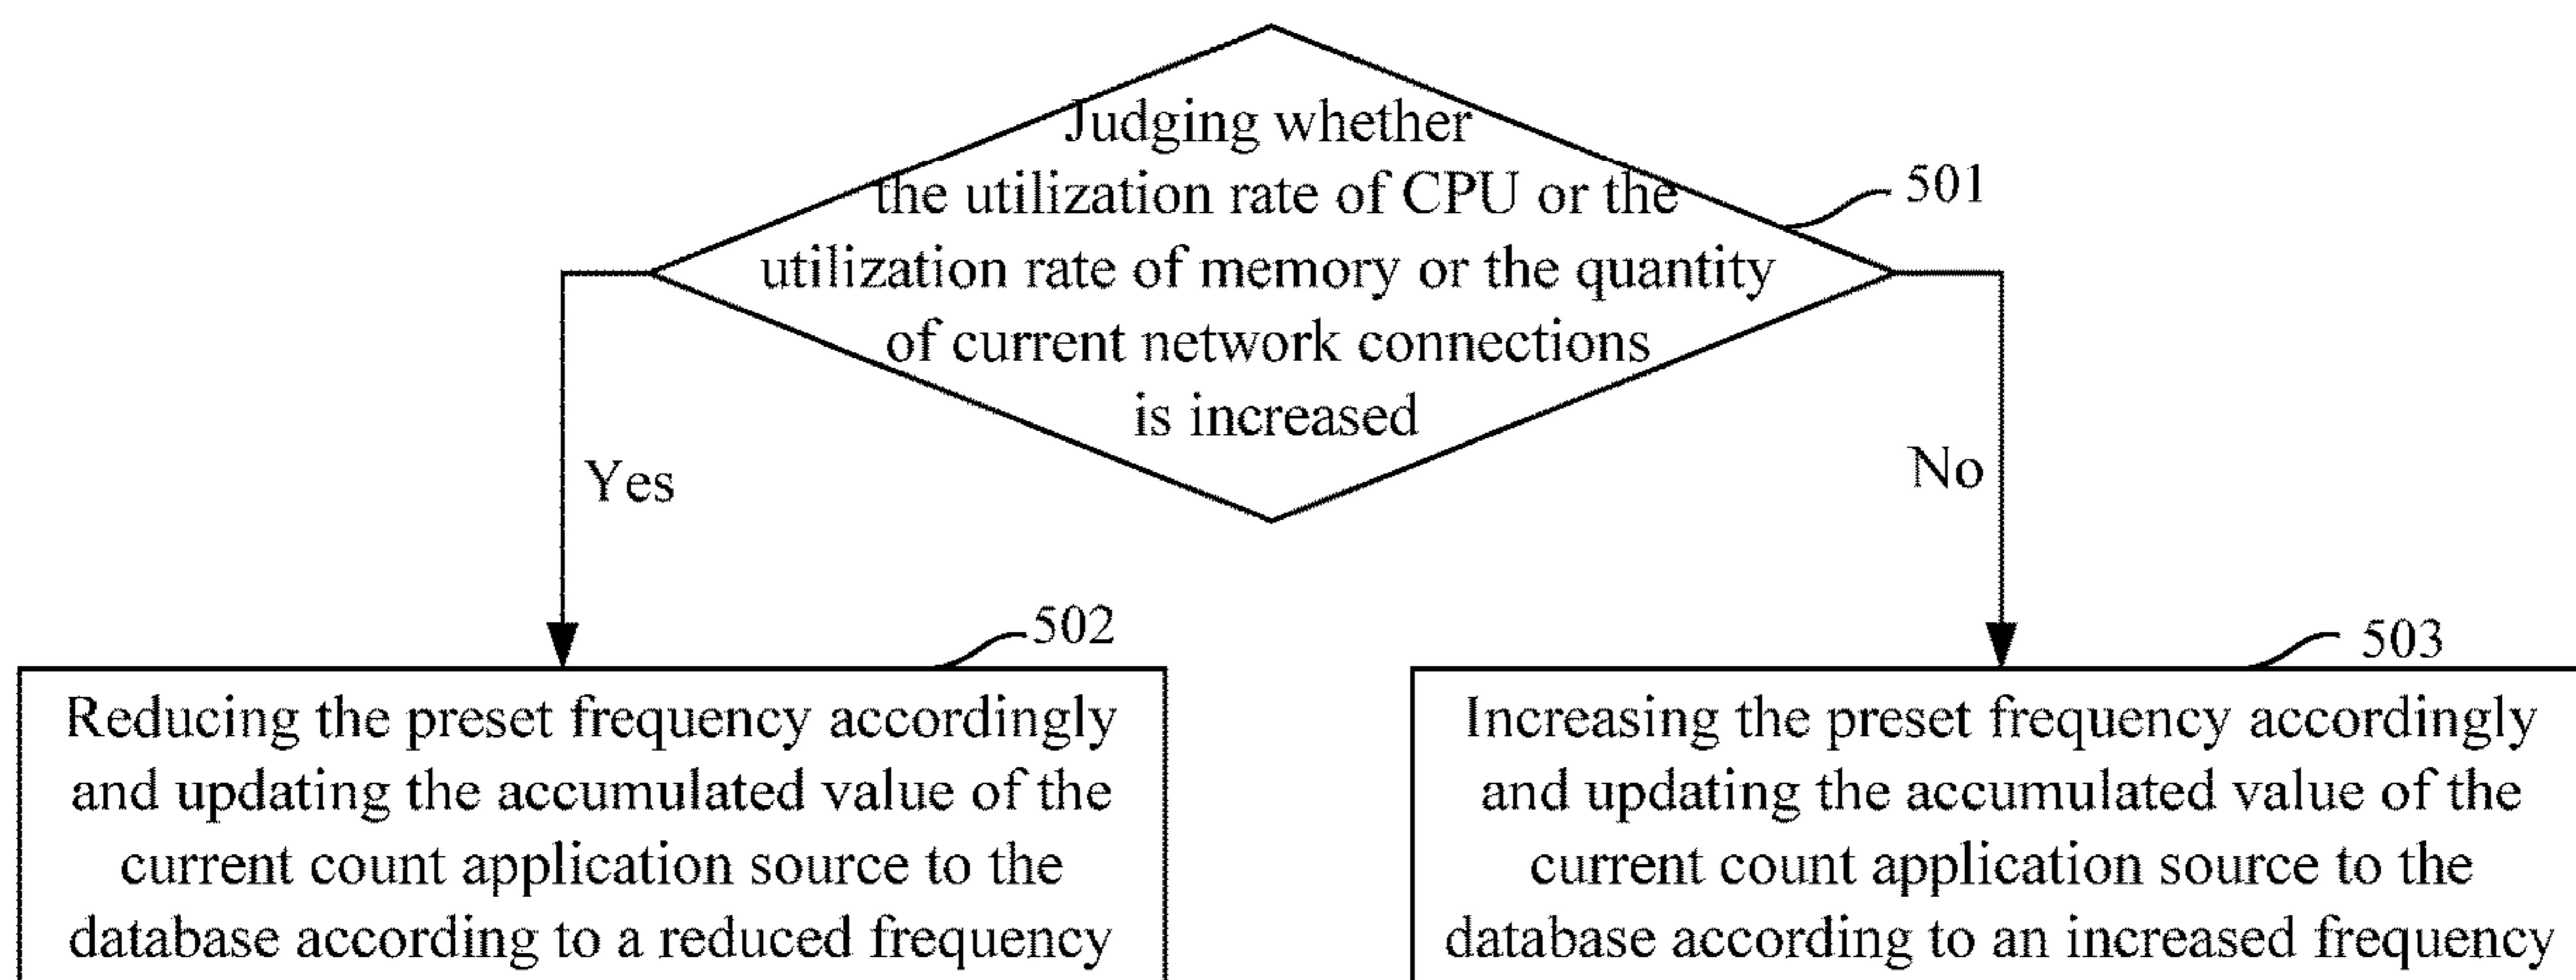 Judging whether
the utilization rate of CPU or the
utilization rate of memory or the quantity
of current network connections
is increased
501
Yes
No
502
Reducing the preset frequency accordingly
and updating the accumulated value of the
current count application source to the
database according to a reduced frequency
503
Increasing the preset frequency accordingly
and updating the accumulated value of the
current count application source to the
database according to an increased frequency